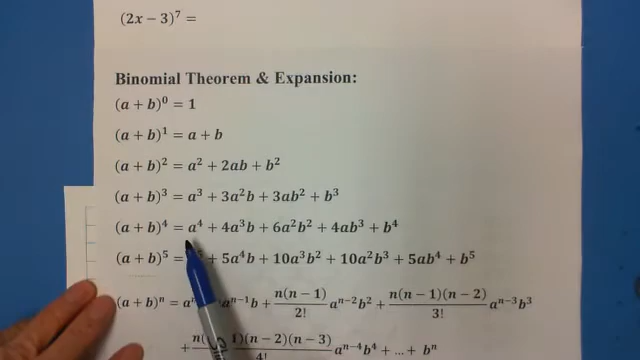 (2x − 3)⁷ =
Binomial Theorem & Expansion:
(a + b)⁰ = 1
(a + b)¹ = a + b
(a + b)² = a² + 2ab + b²
(a + b)³ = a³ + 3a²b + 3ab² + b³
(a + b)⁴ = a⁴ + 4a³b + 6a²b² + 4ab³ + b⁴
(a + b)⁵ = + 5a⁴b + 10a³b² + 10a²b³ + 5ab⁴ + b⁵
(a + b)ⁿ = aⁿ aⁿ⁻¹b + n(n − 1)/2! aⁿ⁻²b² + n(n − 1)(n − 2)/3! aⁿ⁻³b³
+ n( 1)(n − 2)(n − 3)/4! aⁿ⁻⁴b⁴ + ... + bⁿ